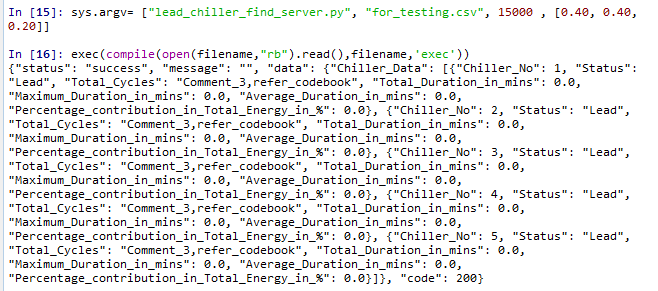 In [15]: sys.argv= ["lead_chiller_find_server.py", "for_testing.csv", 15000 , [0.40, 0.40,
0.20]]
In [16]: exec(compile(open(filename,"rb").read(),filename,'exec'))
{"status": "success", "message": "", "data": {"Chiller_Data": [{"Chiller_No": 1, "Status":
"Lead", "Total_Cycles": "Comment_3,refer_codebook", "Total_Duration_in_mins": 0.0,
"Maximum_Duration_in_mins": 0.0, "Average_Duration_in_mins": 0.0,
"Percentage_contribution_in_Total_Energy_in_%": 0.0}, {"Chiller_No": 2, "Status": "Lead",
"Total_Cycles": "Comment_3,refer_codebook", "Total_Duration_in_mins": 0.0,
"Maximum_Duration_in_mins": 0.0, "Average_Duration_in_mins": 0.0,
"Percentage_contribution_in_Total_Energy_in_%": 0.0}, {"Chiller_No": 3, "Status": "Lead",
"Total_Cycles": "Comment_3,refer_codebook", "Total_Duration_in_mins": 0.0,
"Maximum_Duration_in_mins": 0.0, "Average_Duration_in_mins": 0.0,
"Percentage_contribution_in_Total_Energy_in_%": 0.0}, {"Chiller_No": 4, "Status": "Lead",
"Total_Cycles": "Comment_3,refer_codebook", "Total_Duration_in_mins": 0.0,
"Maximum_Duration_in_mins": 0.0, "Average_Duration_in_mins": 0.0,
"Percentage_contribution_in_Total_Energy_in_%": 0.0}, {"Chiller_No": 5, "Status": "Lead",
"Total_Cycles": "Comment_3,refer_codebook", "Total_Duration_in_mins": 0.0,
"Maximum_Duration_in_mins": 0.0, "Average_Duration_in_mins": 0.0,
"Percentage_contribution_in_Total_Energy_in_%": 0.0}]}, "code": 200}